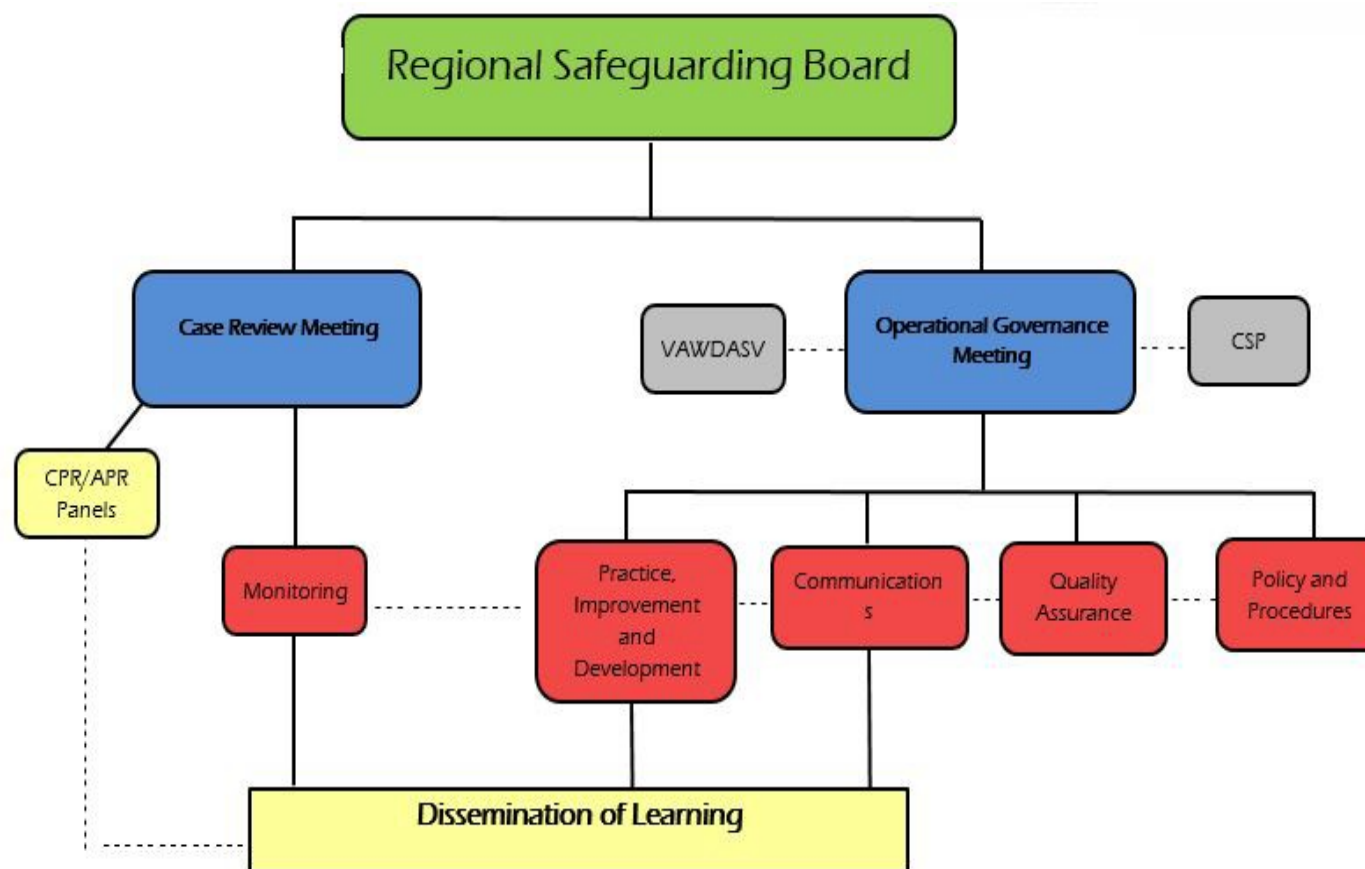 Regional Safeguarding Board
Case Review Meeting
VAWDASV
Operational Governance
Meeting
CSP
CPR/APR
Panels
Monitoring
Practice,
Improvement
and
Development
Communication
s
Quality
Assurance
Policy and
Procedures
Dissemination of Learning